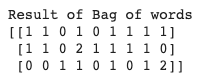 Result of Bag of words
[[1 1 0 1 0 1 1 1 1]
[1 1 0 2 1 1 1 1 0]
[0 0 1 1 0 1 0 1 2]]